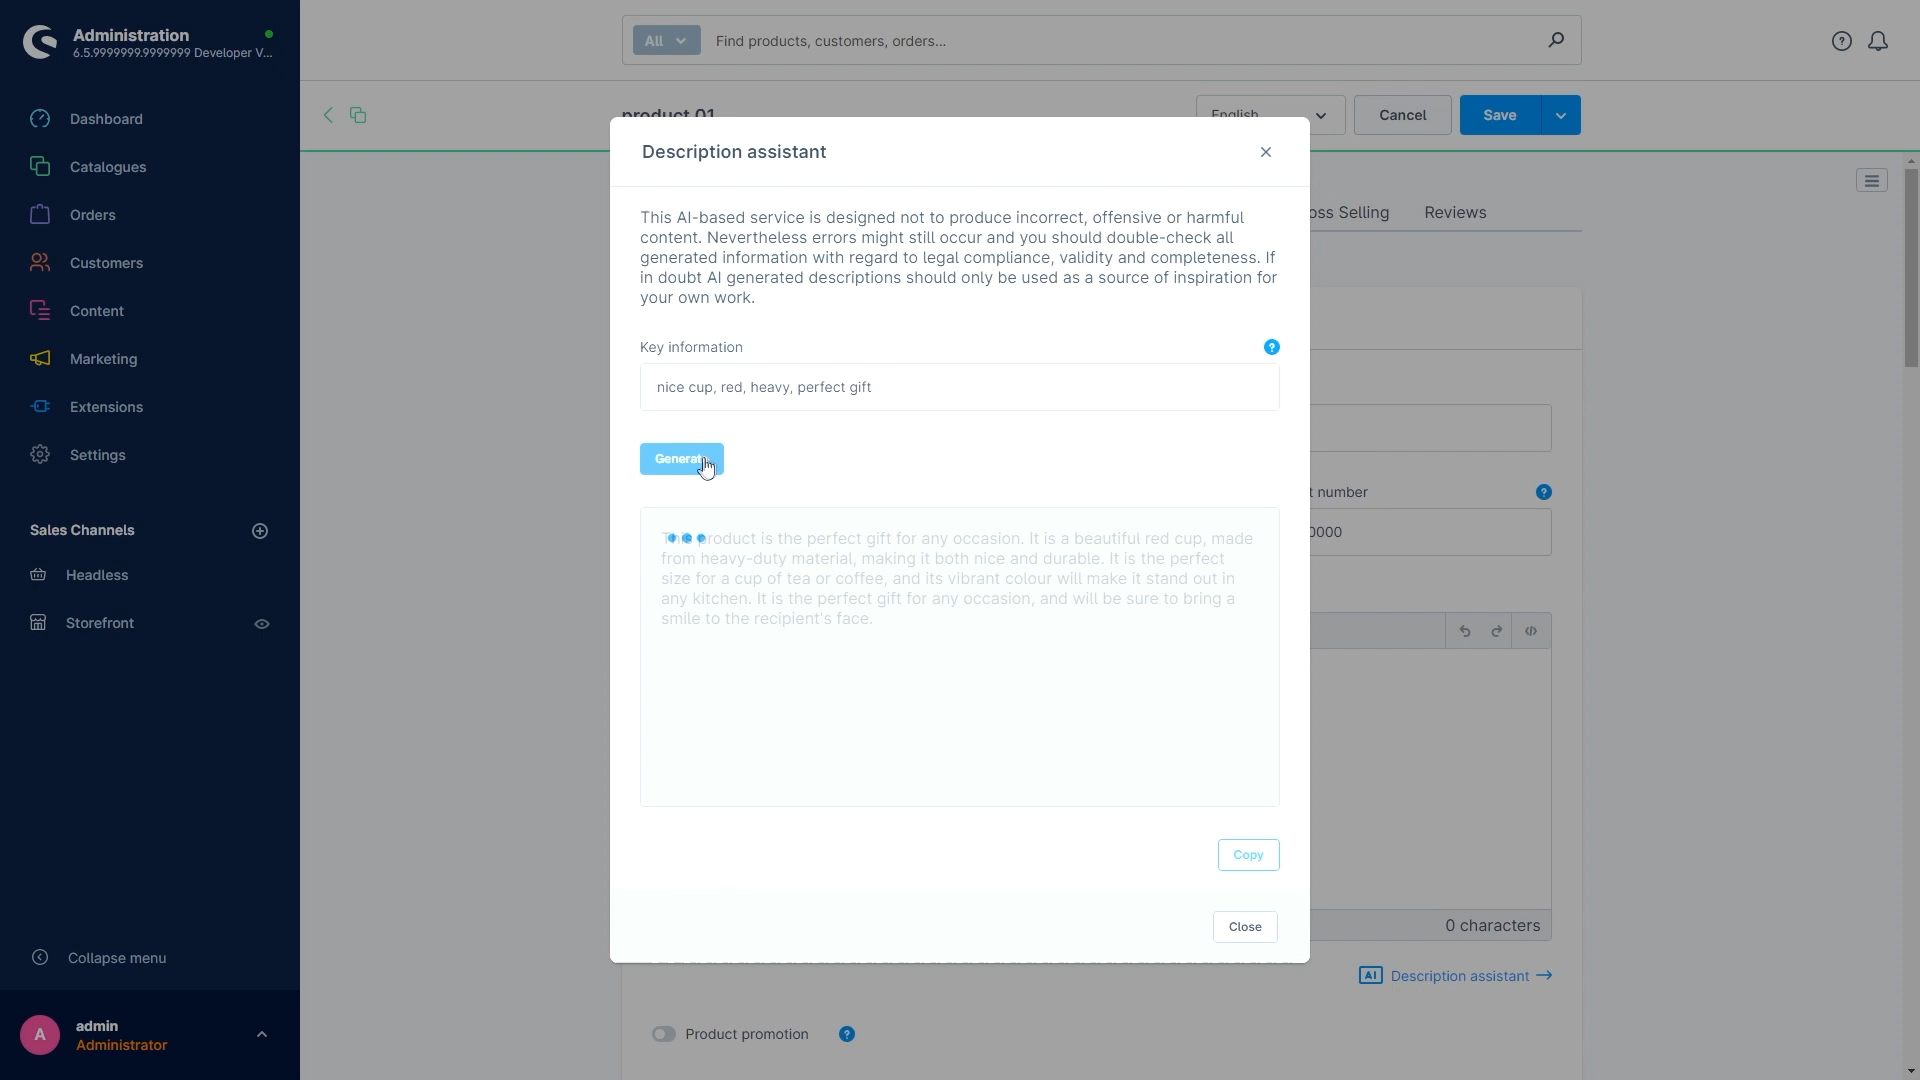 Administration
6.5.9999999.9999999 Developer V...
Dashboard
Catalogues
Orders
Customers
Content
Marketing
Extensions
Settings
Sales Channels
Headless
Storefront
Collapse menu
A
admin
Administrator
All
Find products, customers, orders...
product 01
English
Cancel
Save
oss Selling
Reviews
Description assistant
This AI-based service is designed not to produce incorrect, offensive or harmful
content. Nevertheless errors might still occur and you should double-check all
generated information with regard to legal compliance, validity and completeness. If
in doubt AI generated descriptions should only be used as a source of inspiration for
your own work.
Key information
nice cup, red, heavy, perfect gift
Generate
This product is the perfect gift for any occasion. It is a beautiful red cup, made
from heavy-duty material, making it both nice and durable. It is the perfect
size for a cup of tea or coffee, and its vibrant colour will make it stand out in
any kitchen. It is the perfect gift for any occasion, and will be sure to bring a
smile to the recipient's face.
Copy
Close
t number
0000
0 characters
AI Description assistant
Product promotion